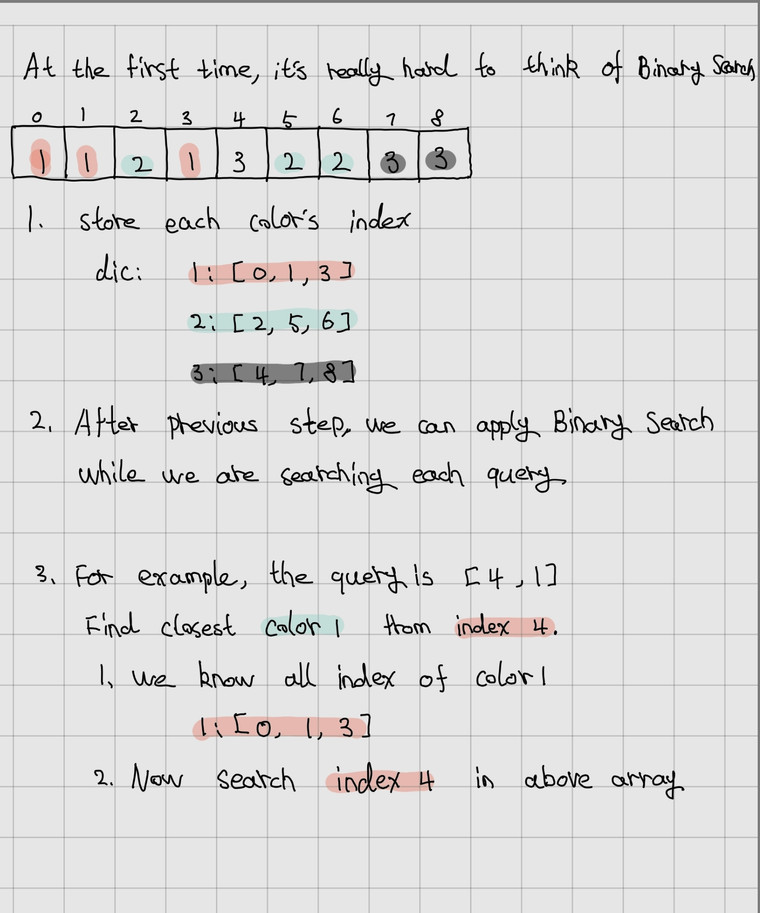 At the first time, it's really hard to think of Binary Search
0 1 2 3 4 5 6 7 8
1 1 2 1 3 2 2 3 3
1. store each color's index
dic: 1: [0, 1, 3]
2: [2, 5, 6]
3: [4, 7, 8]
2. After previous step, we can apply Binary Search
while we are searching each query.
3. For example, the query is [4, 1]
Find closest color 1 from index 4.
1. we know all index of color 1
1: [0, 1, 3]
2. Now search index 4 in above array